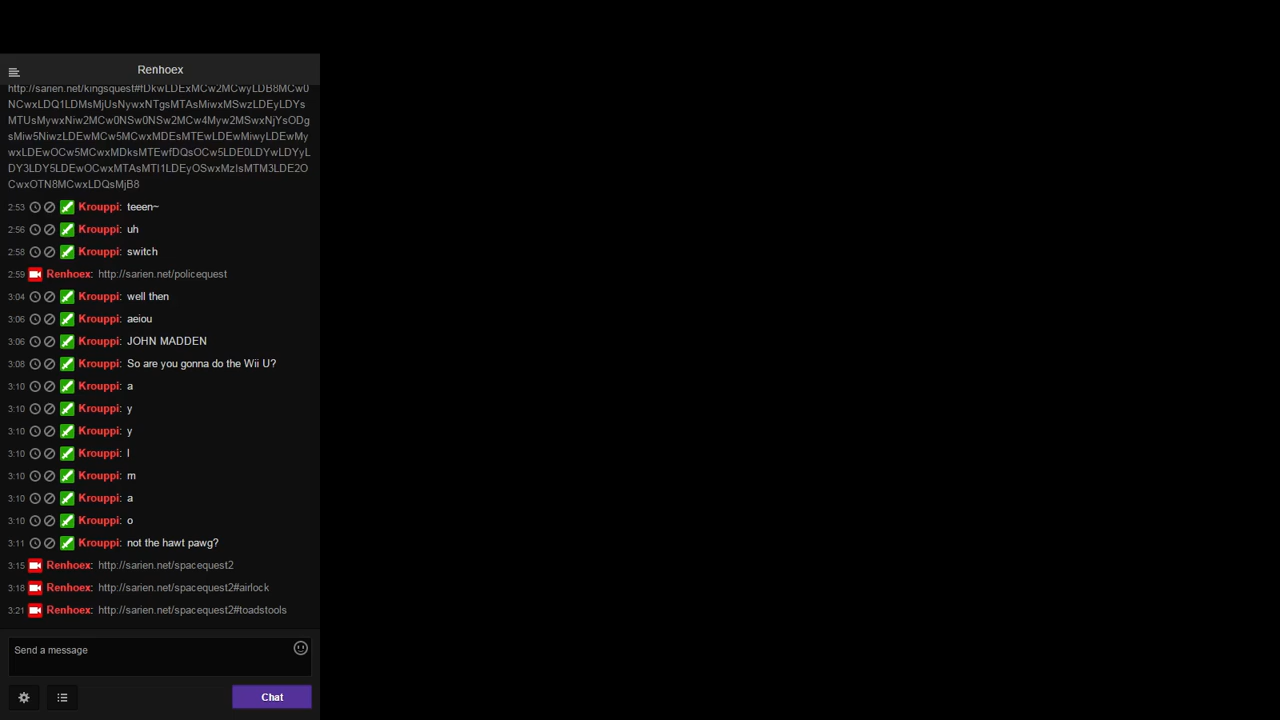 Renhoex
http://sarien.net/kingsquest#fDkwLDExMCw2MCwyLDB8MCw0
NCwxLDQ1LDMsMjUsNywxNTgsMTAsMiwxMSwzLDEyLDYs
MTUsMywxNiw2MCw0NSw0NSw2MCw4Myw2MSwxNjYsODg
sMiw5NiwzLDEwMCw5MCwxMDEsMTEwLDEwMiwyLDEwMy
wxLDEwOCw5MCwxMDksMTEwfDQsOCw5LDE0LDYwLDYyL
DY3LDY5LDEwOCwxMTAsMTI1LDEyOSwxMzIsMTM3LDE2O
CwxOTN8MCwxLDQsMjB8
2:53 Krouppi: teeen~
2:56 Krouppi: uh
2:58 Krouppi: switch
2:59 Renhoex: http://sarien.net/policequest
3:04 Krouppi: well then
3:06 Krouppi: aeiou
3:06 Krouppi: JOHN MADDEN
3:08 Krouppi: So are you gonna do the Wii U?
3:10 Krouppi: a
3:10 Krouppi: y
3:10 Krouppi: y
3:10 Krouppi: l
3:10 Krouppi: m
3:10 Krouppi: a
3:10 Krouppi: o
3:11 Krouppi: not the hawt pawg?
3:15 Renhoex: http://sarien.net/spacequest2
3:18 Renhoex: http://sarien.net/spacequest2#airlock
3:21 Renhoex: http://sarien.net/spacequest2#toadstools
Send a message
Chat